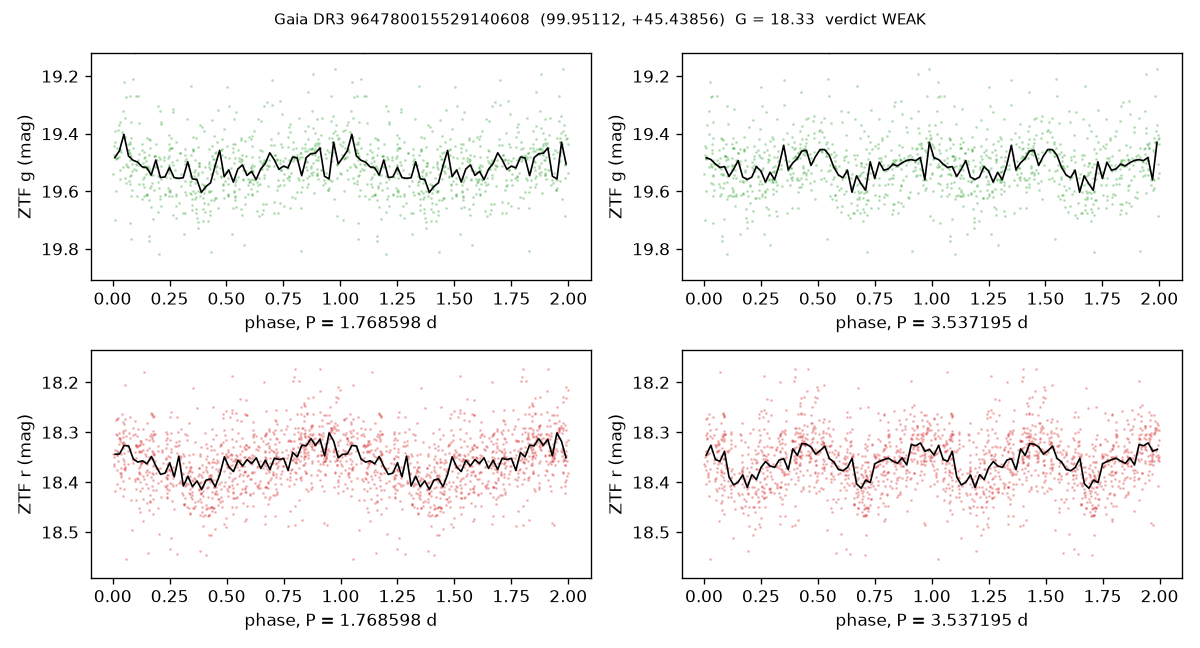 Gaia DR3 964780015529140608 (99.95112, +45.43856) G = 18.33 verdict WEAK
ZTF g (mag)
19.2
19.4
19.6
19.8
0.00 0.25 0.50 0.75 1.00 1.25 1.50 1.75 2.00
phase, P = 1.768598 d
ZTF g (mag)
19.2
19.4
19.6
19.8
0.00 0.25 0.50 0.75 1.00 1.25 1.50 1.75 2.00
phase, P = 3.537195 d
ZTF r (mag)
18.2
18.3
18.4
18.5
0.00 0.25 0.50 0.75 1.00 1.25 1.50 1.75 2.00
phase, P = 1.768598 d
ZTF r (mag)
18.2
18.3
18.4
18.5
0.00 0.25 0.50 0.75 1.00 1.25 1.50 1.75 2.00
phase, P = 3.537195 d